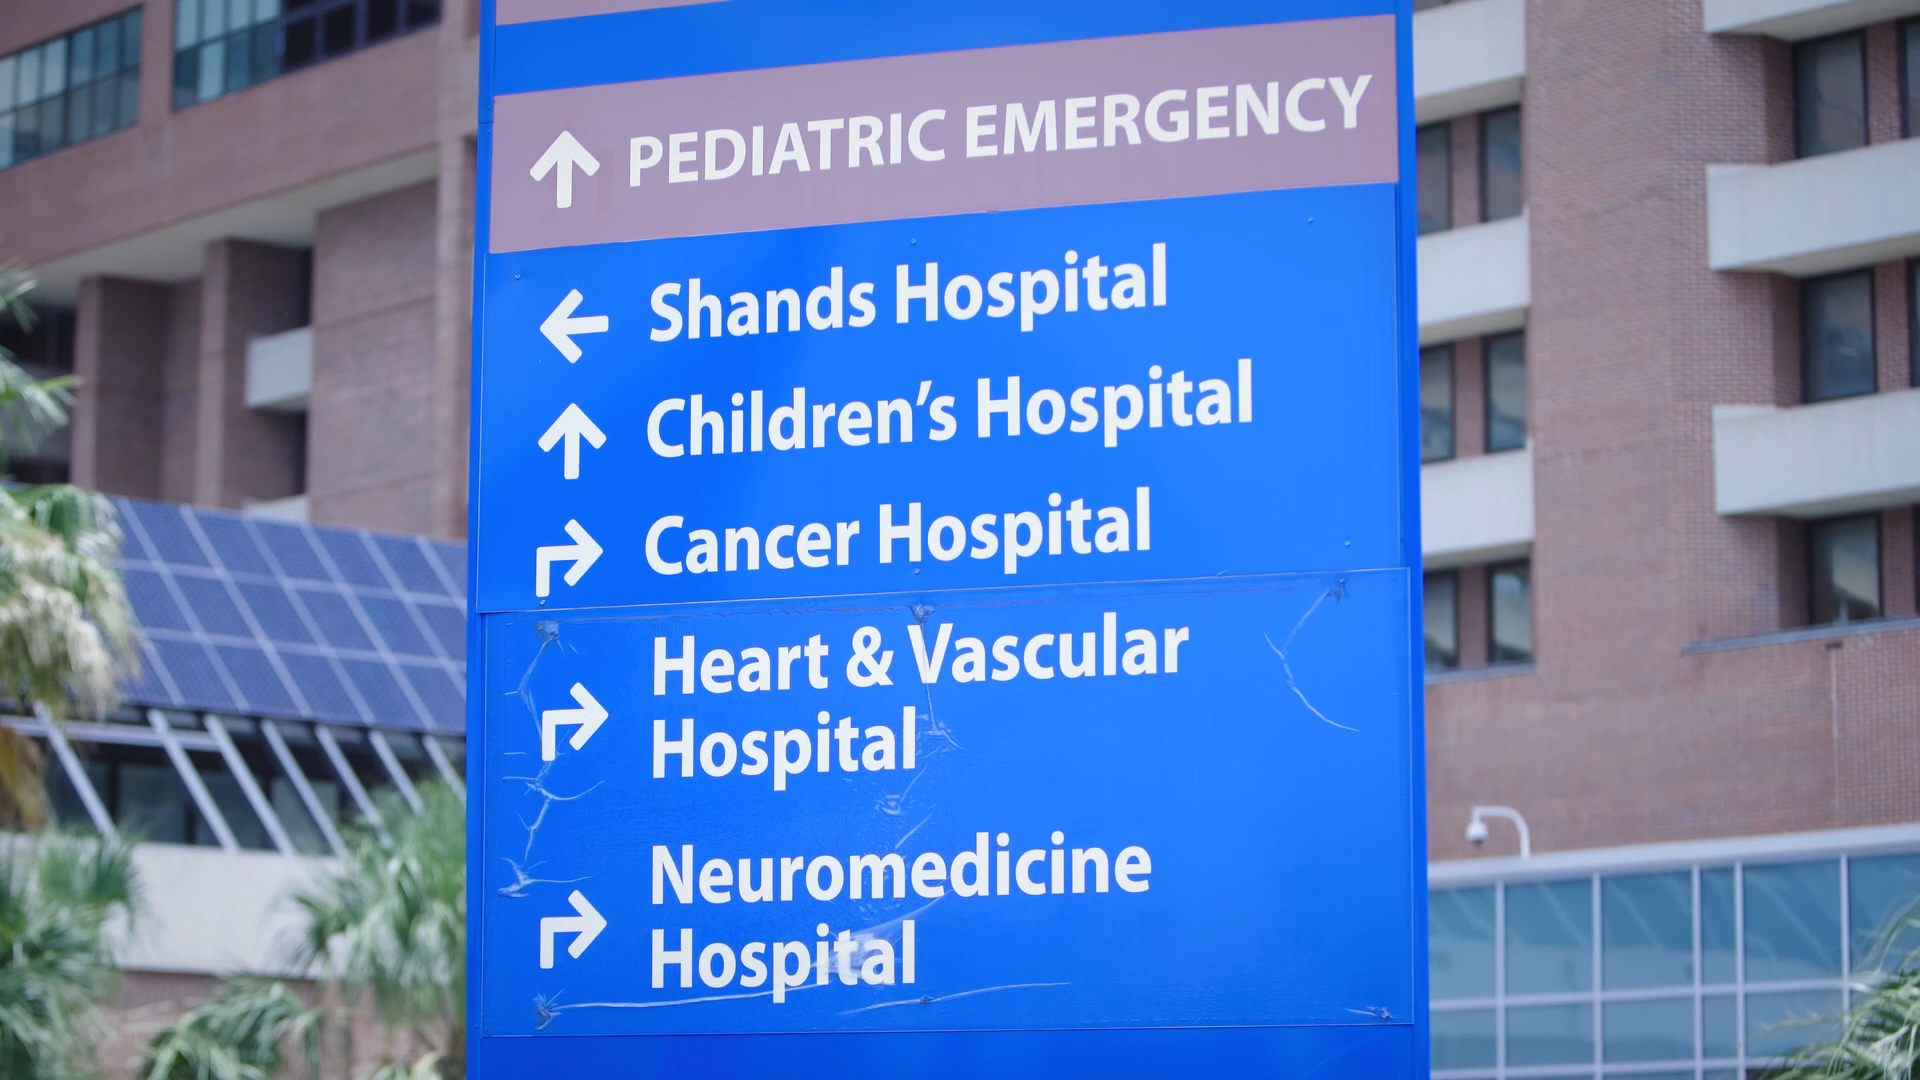 PEDIATRIC EMERGENCY
Shands Hospital
Children’s Hospital
Cancer Hospital
Heart & Vascular
Hospital
Neuromedicine
Hospital